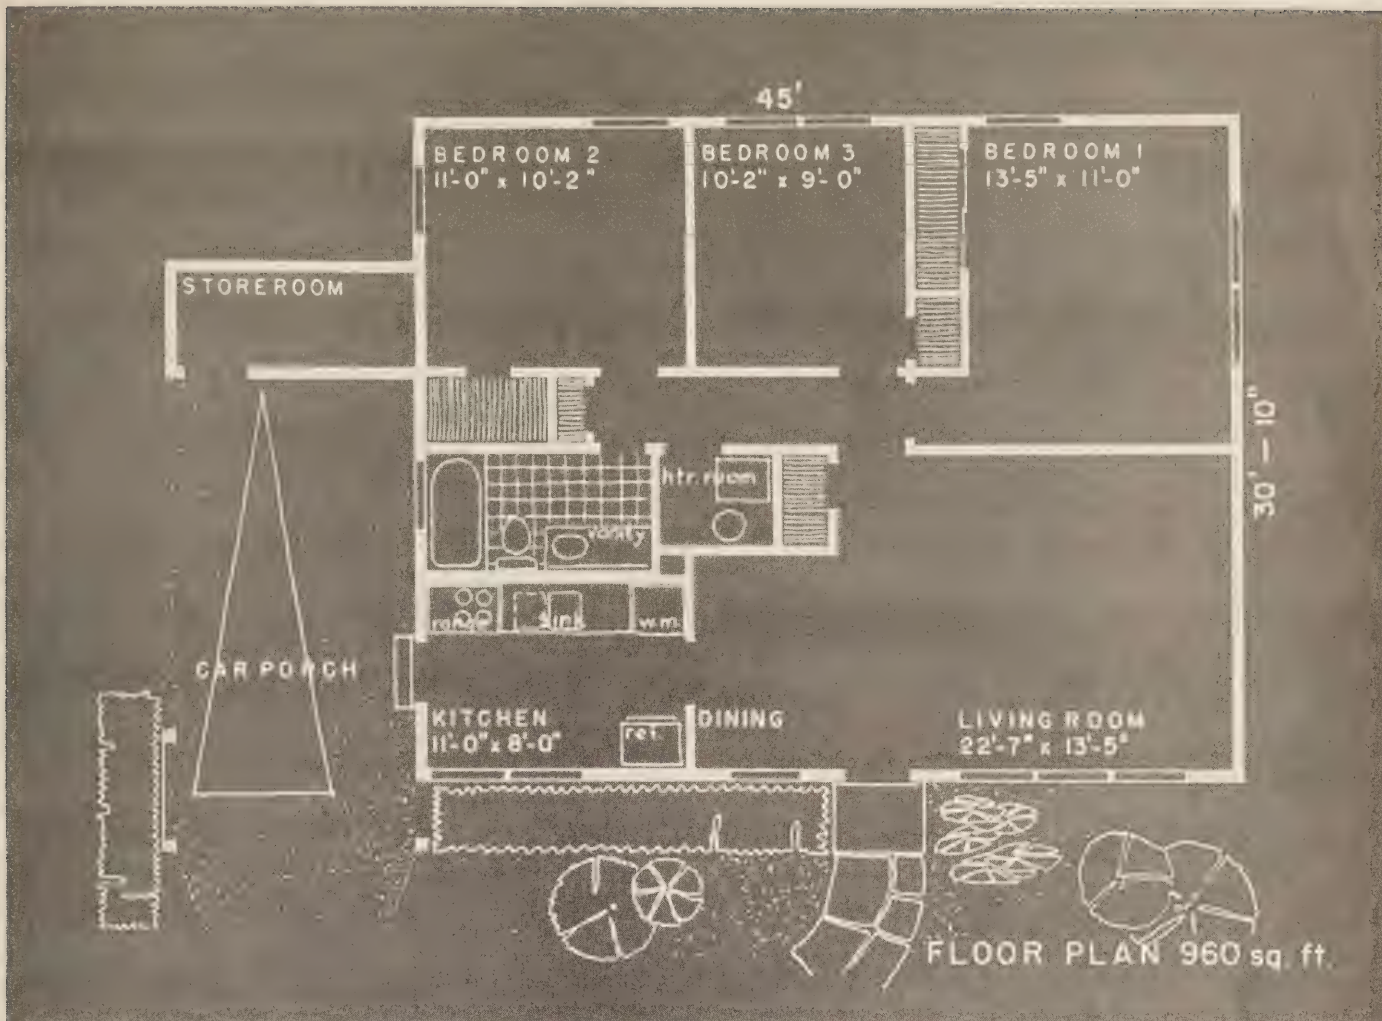 45'
BEDROOM 2
11'-0" x 10'-2"
BEDROOM 3
10'-2" x 9'-0"
BEDROOM 1
13'-5" x 11'-0"
STOREROOM
30' — 10"
htr. room
vanity
range
sink
w.m.
CAR PORCH
KITCHEN
11'-0" x 8'-0"
ref.
DINING
LIVING ROOM
22'-7" x 13'-5"
FLOOR PLAN 960 sq. ft.